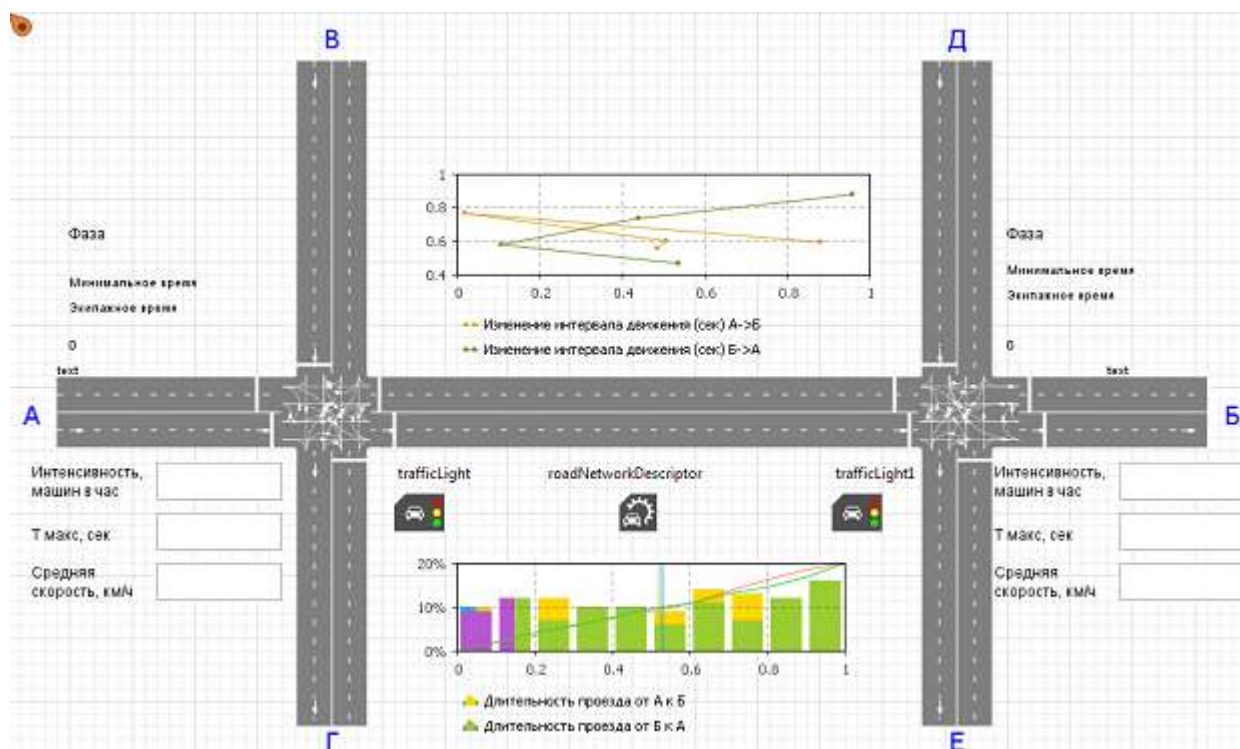 В
Д
1
0.8
0.6
0.4
0
0.2
0.4
0.6
0.8
1
Изменение интервала движения (сек) А->Б
Изменение интервала движения (сек) Б->А
Фаза
Минимальное время
Экипажное время
0
text
Фаза
Минимальное время
Экипажное время
0
text
А
Б
Интенсивность,
машин в час
Т макс, сек
Средняя
скорость, км/ч
trafficLight
roadNetworkDescriptor
trafficLight1
Интенсивность,
машин в час
Т макс, сек
Средняя
скорость, км/ч
20%
10%
0%
0
0.2
0.4
0.6
0.8
1
Длительность проезда от А к Б
Длительность проезда от Б к А
Г
Е